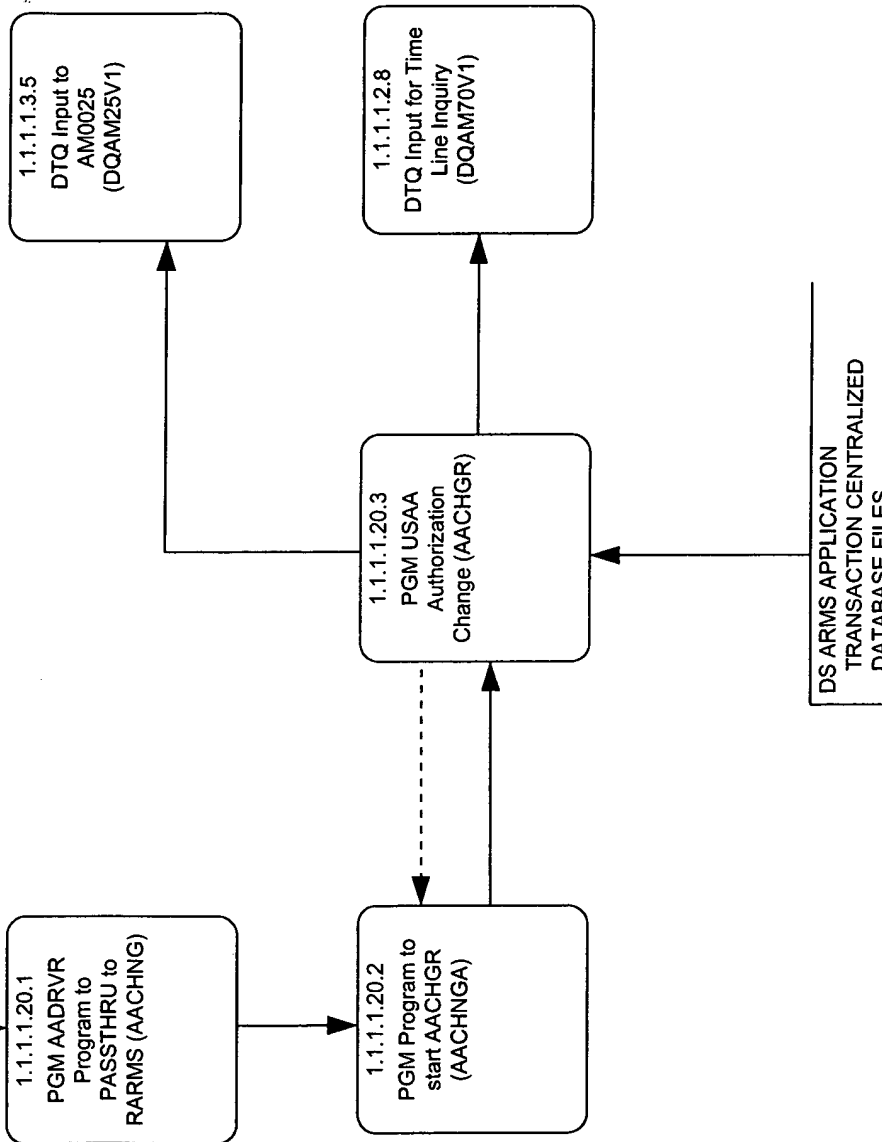 1.1.1.1.20.1
PGM AADRVR
Program to
PASSTHRU to
RARMS (AACHNG)
1.1.1.1.20.2
PGM Program to
start AACHGR
(AACHNGA)
1.1.1.1.20.3
PGM USAA
Authorization
Change (AACHGR)
1.1.1.1.3.5
DTQ Input to
AM0025
(DQAM25V1)
1.1.1.1.2.8
DTQ Input for Time
Line Inquiry
(DQAM70V1)
DS ARMS APPLICATION
TRANSACTION CENTRALIZED
DATABASE FILES